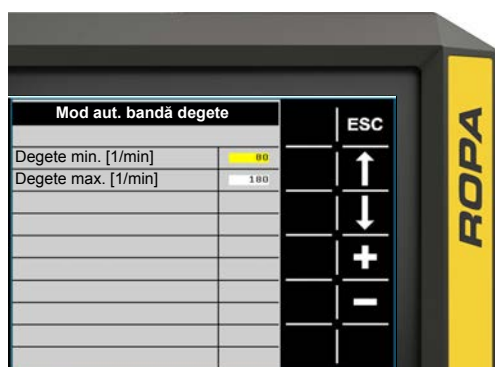 Mod aut. bandă degete
ESC
Degete min. [1/min] 80
Degete max. [1/min] 180
ROPA